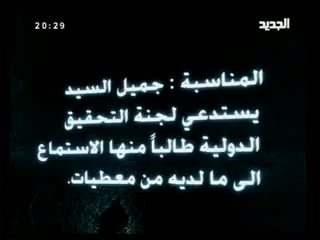 20:29 الجديد
المناسبة : جميل السيد
يستدعي لجنة التحقيق
الدولية طالباً منها الاستماع
الى ما لديه من معطيات.